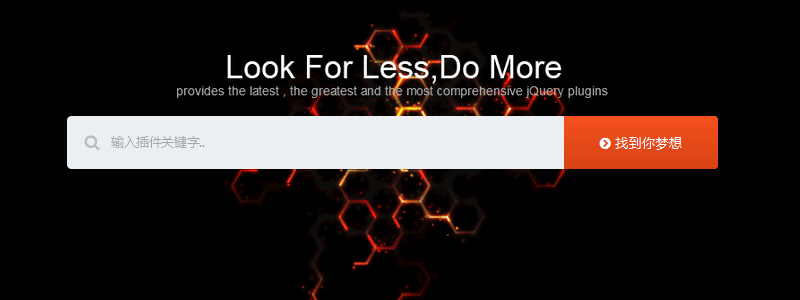 Look For Less,Do More
provides the latest , the greatest and the most comprehensive jQuery plugins
输入插件关键字..
找到你梦想